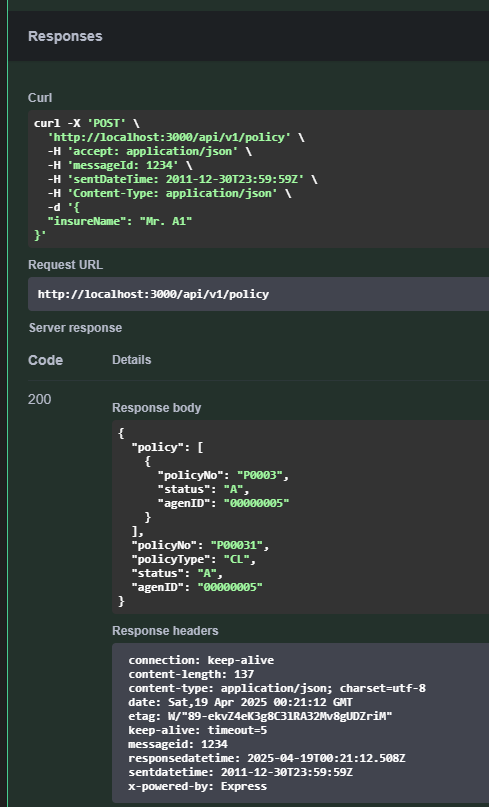 Responses
Curl
curl -X 'POST' \
  'http://localhost:3000/api/v1/policy' \
  -H 'accept: application/json' \
  -H 'messageId: 1234' \
  -H 'sentDateTime: 2011-12-30T23:59:59Z' \
  -H 'Content-Type: application/json' \
  -d '{
  "insureName": "Mr. A1"
}'
Request URL
http://localhost:3000/api/v1/policy
Server response
Code Details
200
Response body
{
  "policy": [
    {
      "policyNo": "P0003",
      "status": "A",
      "agenID": "00000005"
    }
  ],
  "policyNo": "P00031",
  "policyType": "CL",
  "status": "A",
  "agenID": "00000005"
}
Response headers
connection: keep-alive
content-length: 137
content-type: application/json; charset=utf-8
date: Sat,19 Apr 2025 00:21:12 GMT
etag: W/"89-ekvZ4eK3g8C3lRA32Mv8gUDZriM"
keep-alive: timeout=5
messageid: 1234
responsedatetime: 2025-04-19T00:21:12.508Z
sentdatetime: 2011-12-30T23:59:59Z
x-powered-by: Express